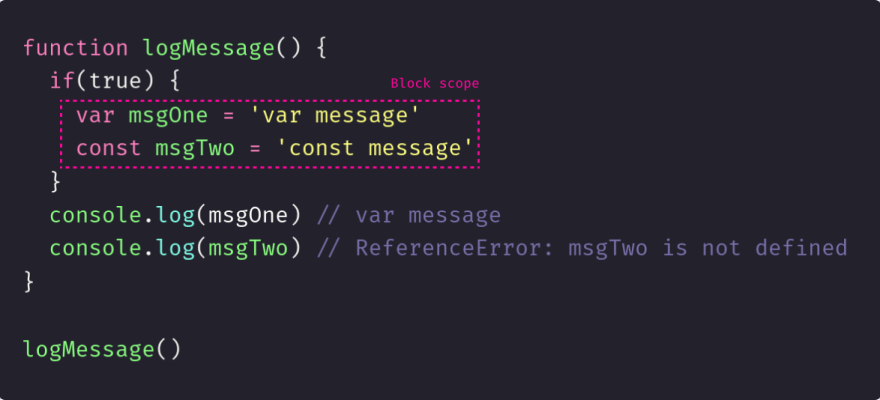 function logMessage() {
if(true) {
Block scope
var msgOne = 'var message'
const msgTwo = 'const message'
}
console.log(msgOne) // var message
console.log(msgTwo) // ReferenceError: msgTwo is not defined
}
logMessage()